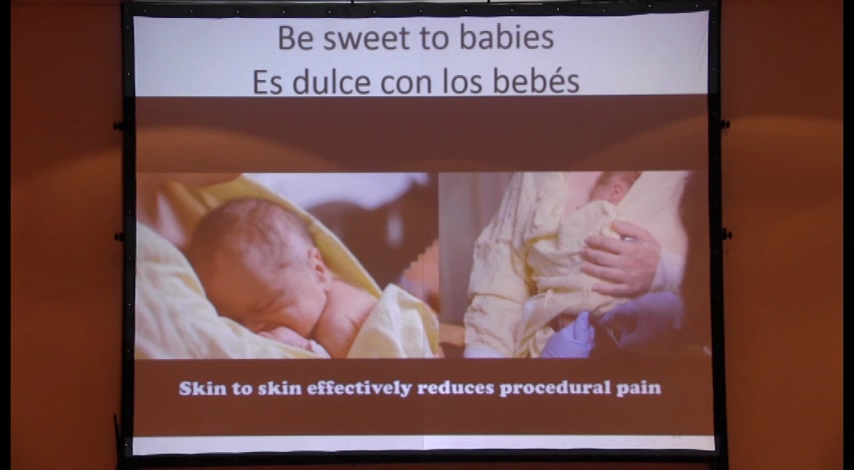 Be sweet to babies
Es dulce con los bebés
Skin to skin effectively reduces procedural pain